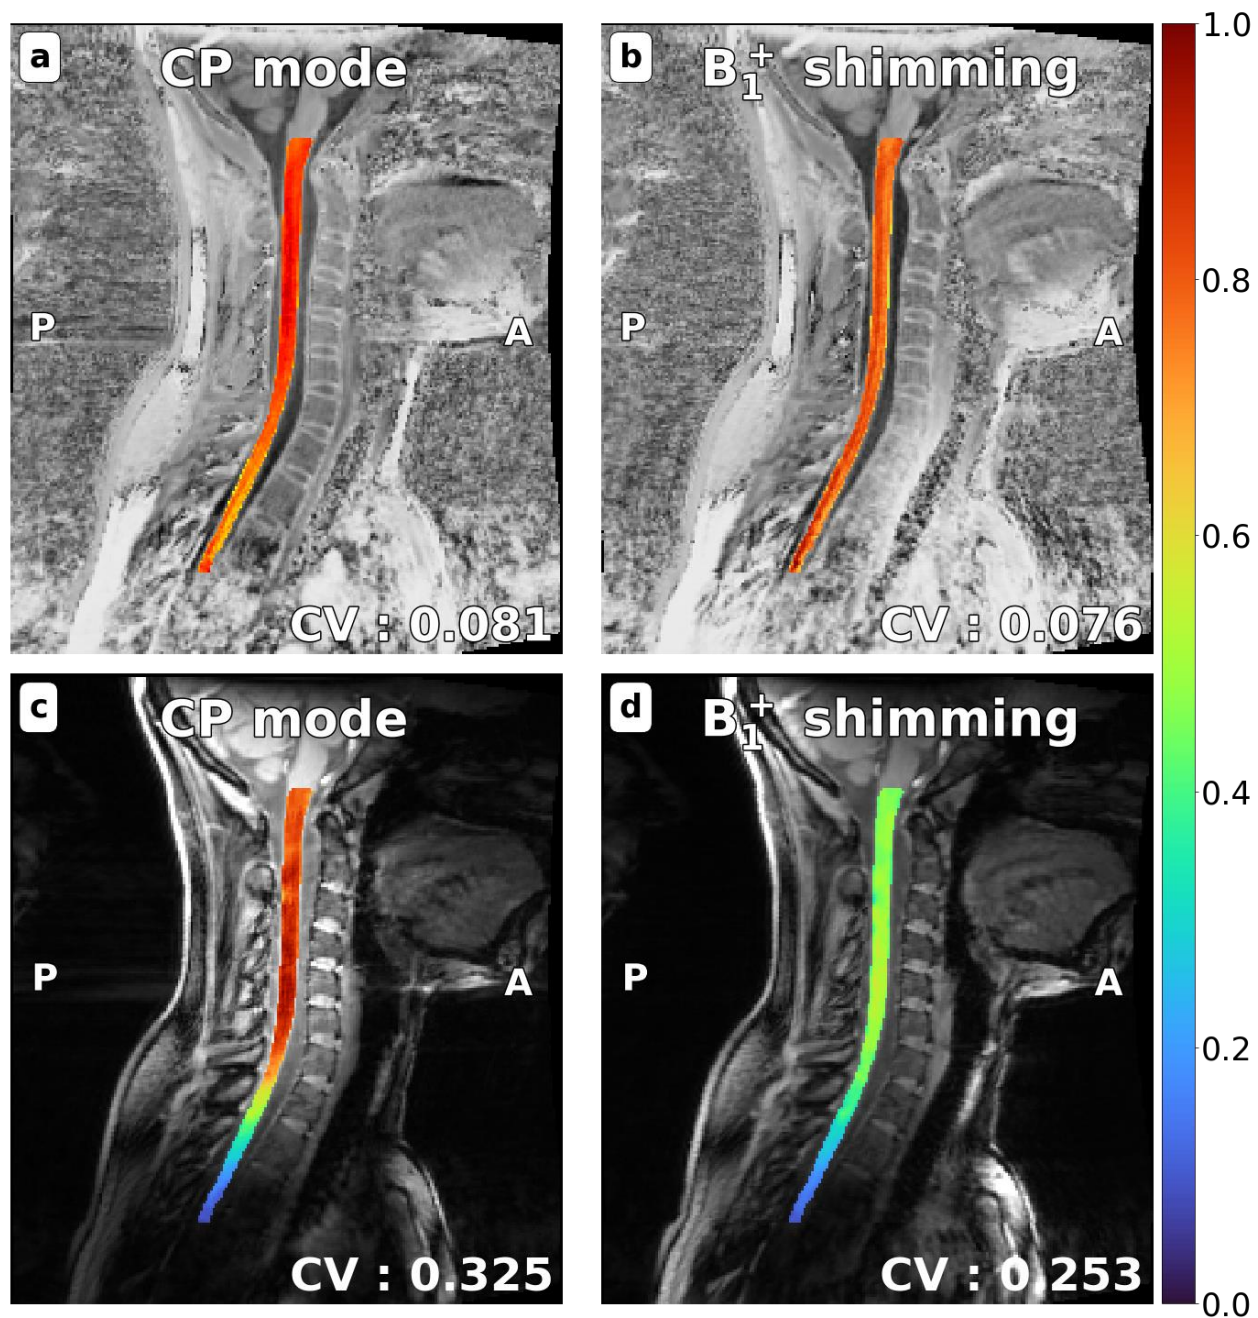 a
CP mode
P
A
CV : 0.081
b
B₁⁺ shimming
P
A
CV : 0.076
c
CP mode
P
A
CV : 0.325
d
B₁⁺ shimming
P
A
CV : 0.253
1.0
0.8
0.6
0.4
0.2
0.0